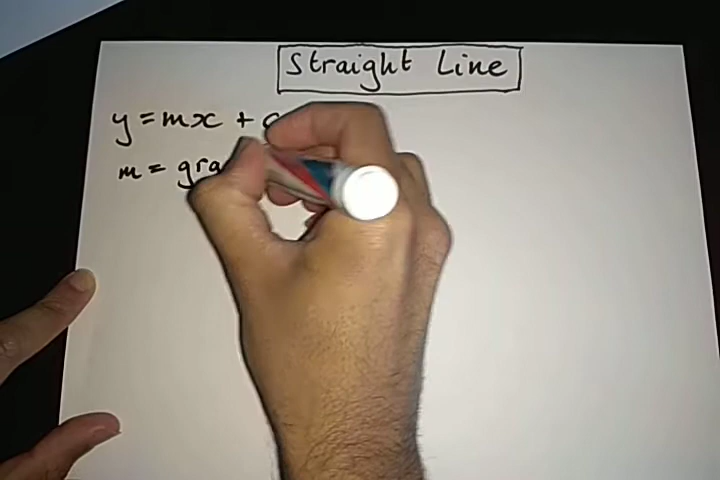 Straight Line
y = mx + c
m = gra